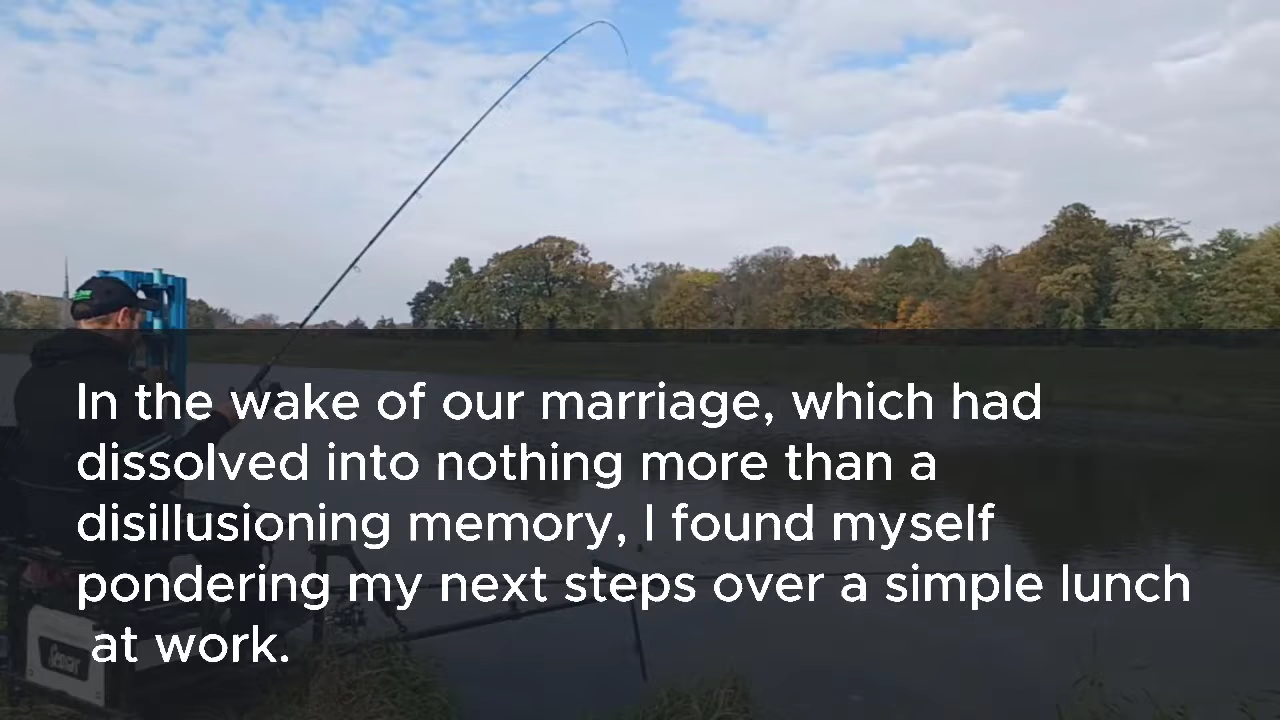 In the wake of our marriage, which had
dissolved into nothing more than a
disillusioning memory, I found myself
pondering my next steps over a simple lunch
at work.